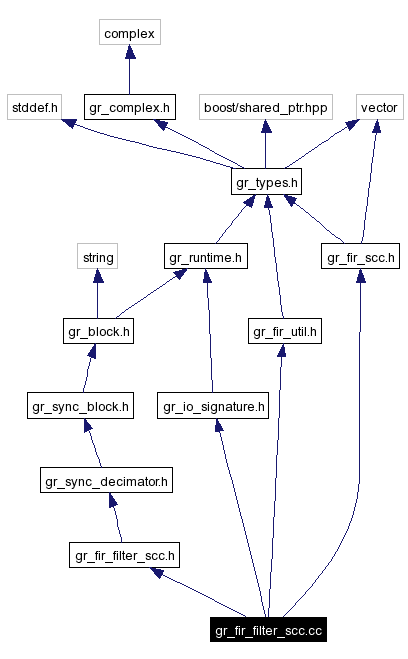 complex
stddef.h
gr_complex.h
boost/shared_ptr.hpp
vector
gr_types.h
string
gr_runtime.h
gr_fir_scc.h
gr_block.h
gr_fir_util.h
gr_sync_block.h
gr_io_signature.h
gr_sync_decimator.h
gr_fir_filter_scc.h
gr_fir_filter_scc.cc